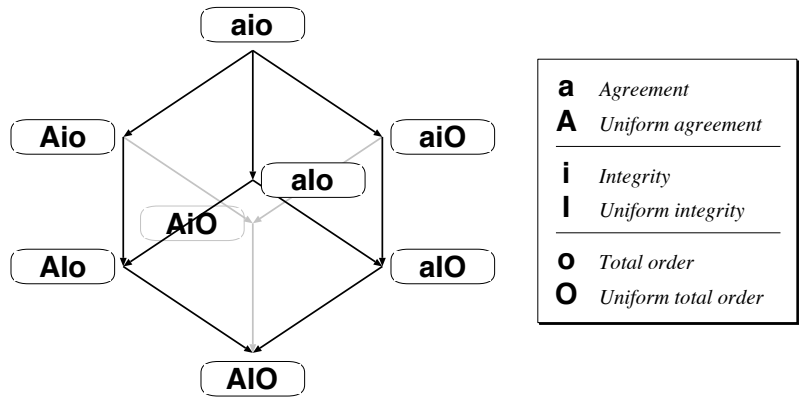 aio
Aio
aiO
aIo
AiO
AIo
aIO
AIO
a Agreement
A Uniform agreement
i Integrity
I Uniform integrity
o Total order
O Uniform total order